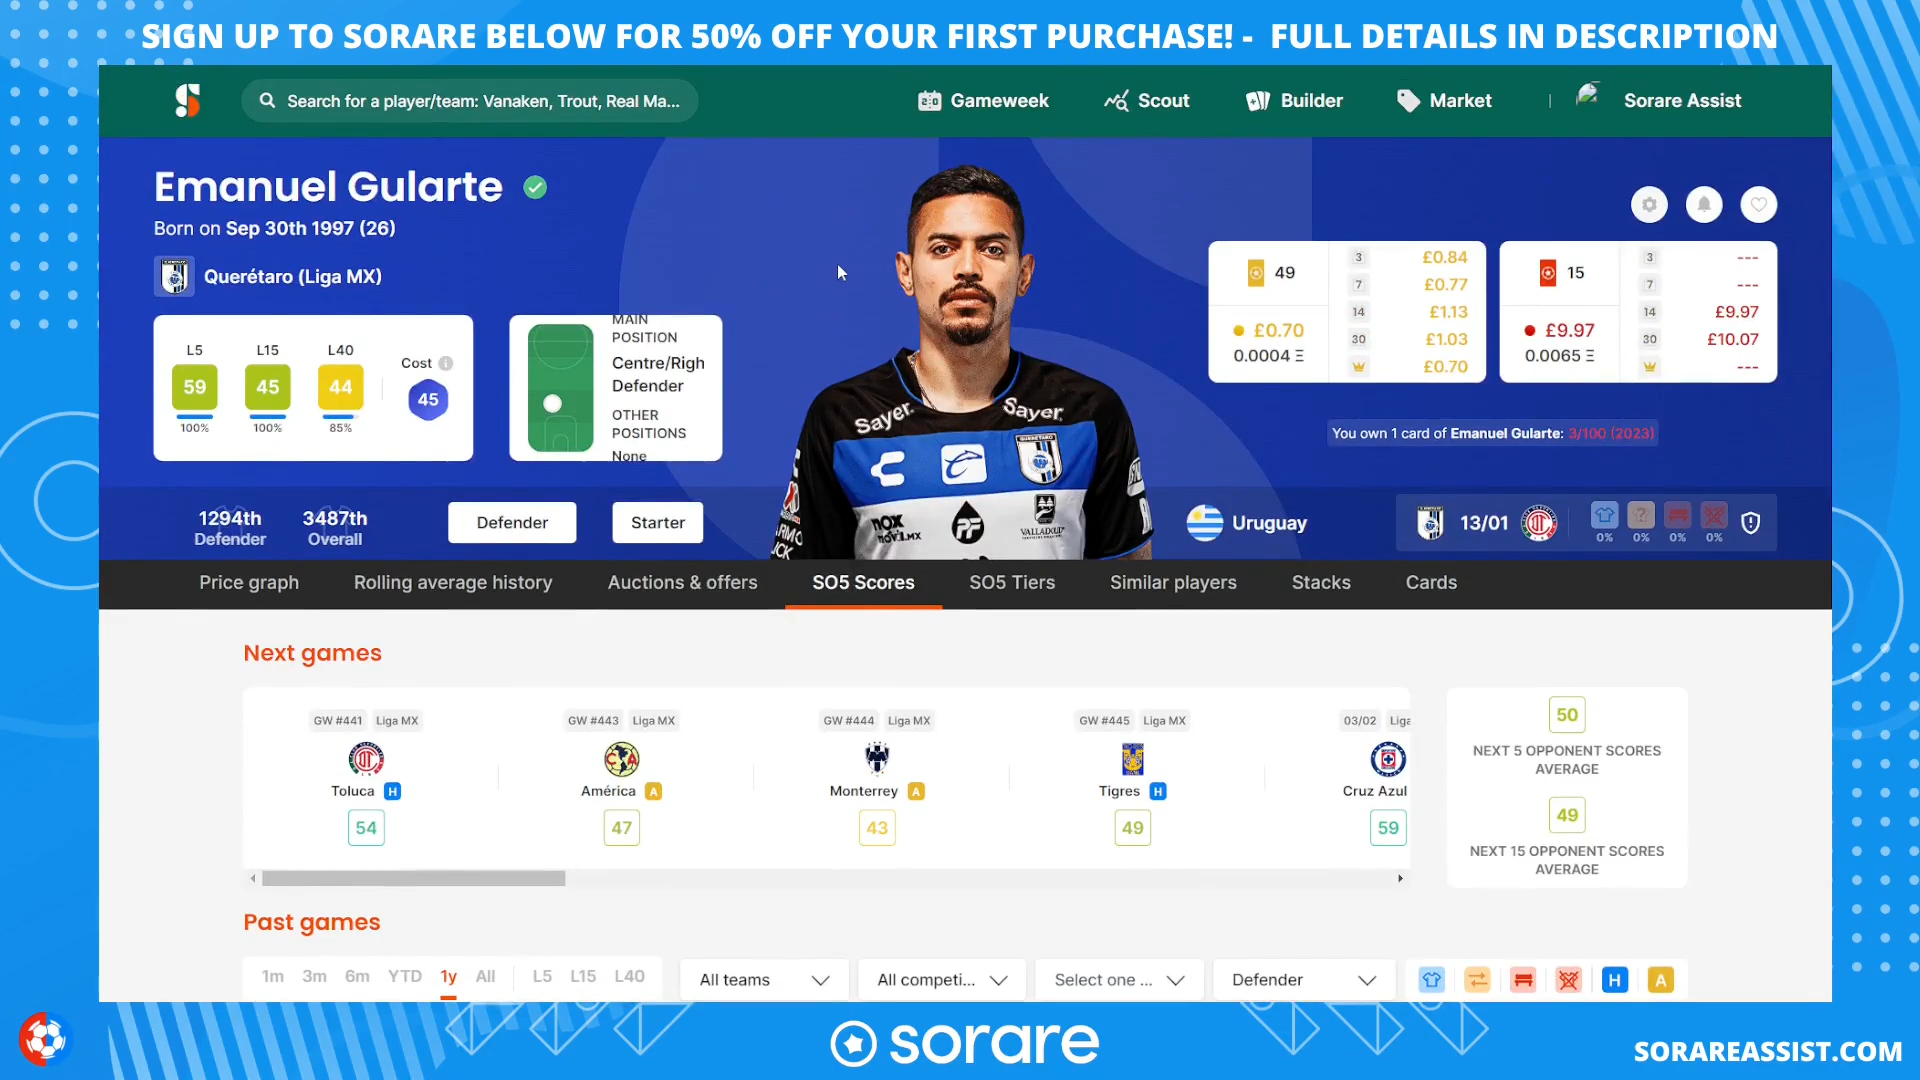 SIGN UP TO SORARE BELOW FOR 50% OFF YOUR FIRST PURCHASE! - FULL DETAILS IN DESCRIPTION
Search for a player/team: Vanaken, Trout, Real Ma...
Gameweek
Scout
Builder
Market
Sorare Assist
Emanuel Gularte
Born on Sep 30th 1997 (26)
Querétaro (Liga MX)
L5 L15 L40
Cost
59 45 44 45
100% 100% 85%
MAIN
POSITION
Centre/Righ
Defender
OTHER
POSITIONS
None
Sayer
Sayer
VALLADUD
49
£0.70
0.0004 Ξ
3 £0.84
7 £0.77
14 £1.13
30 £1.03
£0.70
15
£9.97
0.0065 Ξ
3 ---
7 ---
14 £9.97
30 £10.07
---
You own 1 card of Emanuel Gularte: 3/100 (2023)
1294th
Defender
3487th
Overall
Defender
Starter
Uruguay
13/01
0% 0% 0% 0%
Price graph
Rolling average history
Auctions & offers
SO5 Scores
SO5 Tiers
Similar players
Stacks
Cards
Next games
GW #441 Liga MX
Toluca H
54
GW #443 Liga MX
América A
47
GW #444 Liga MX
Monterrey A
43
GW #445 Liga MX
Tigres H
49
03/02 Liga
Cruz Azul
59
50
NEXT 5 OPPONENT SCORES
AVERAGE
49
NEXT 15 OPPONENT SCORES
AVERAGE
Past games
1m 3m 6m YTD 1y All L5 L15 L40
All teams
All competi...
Select one ...
Defender
H A
sorare
SORAREASSIST.COM